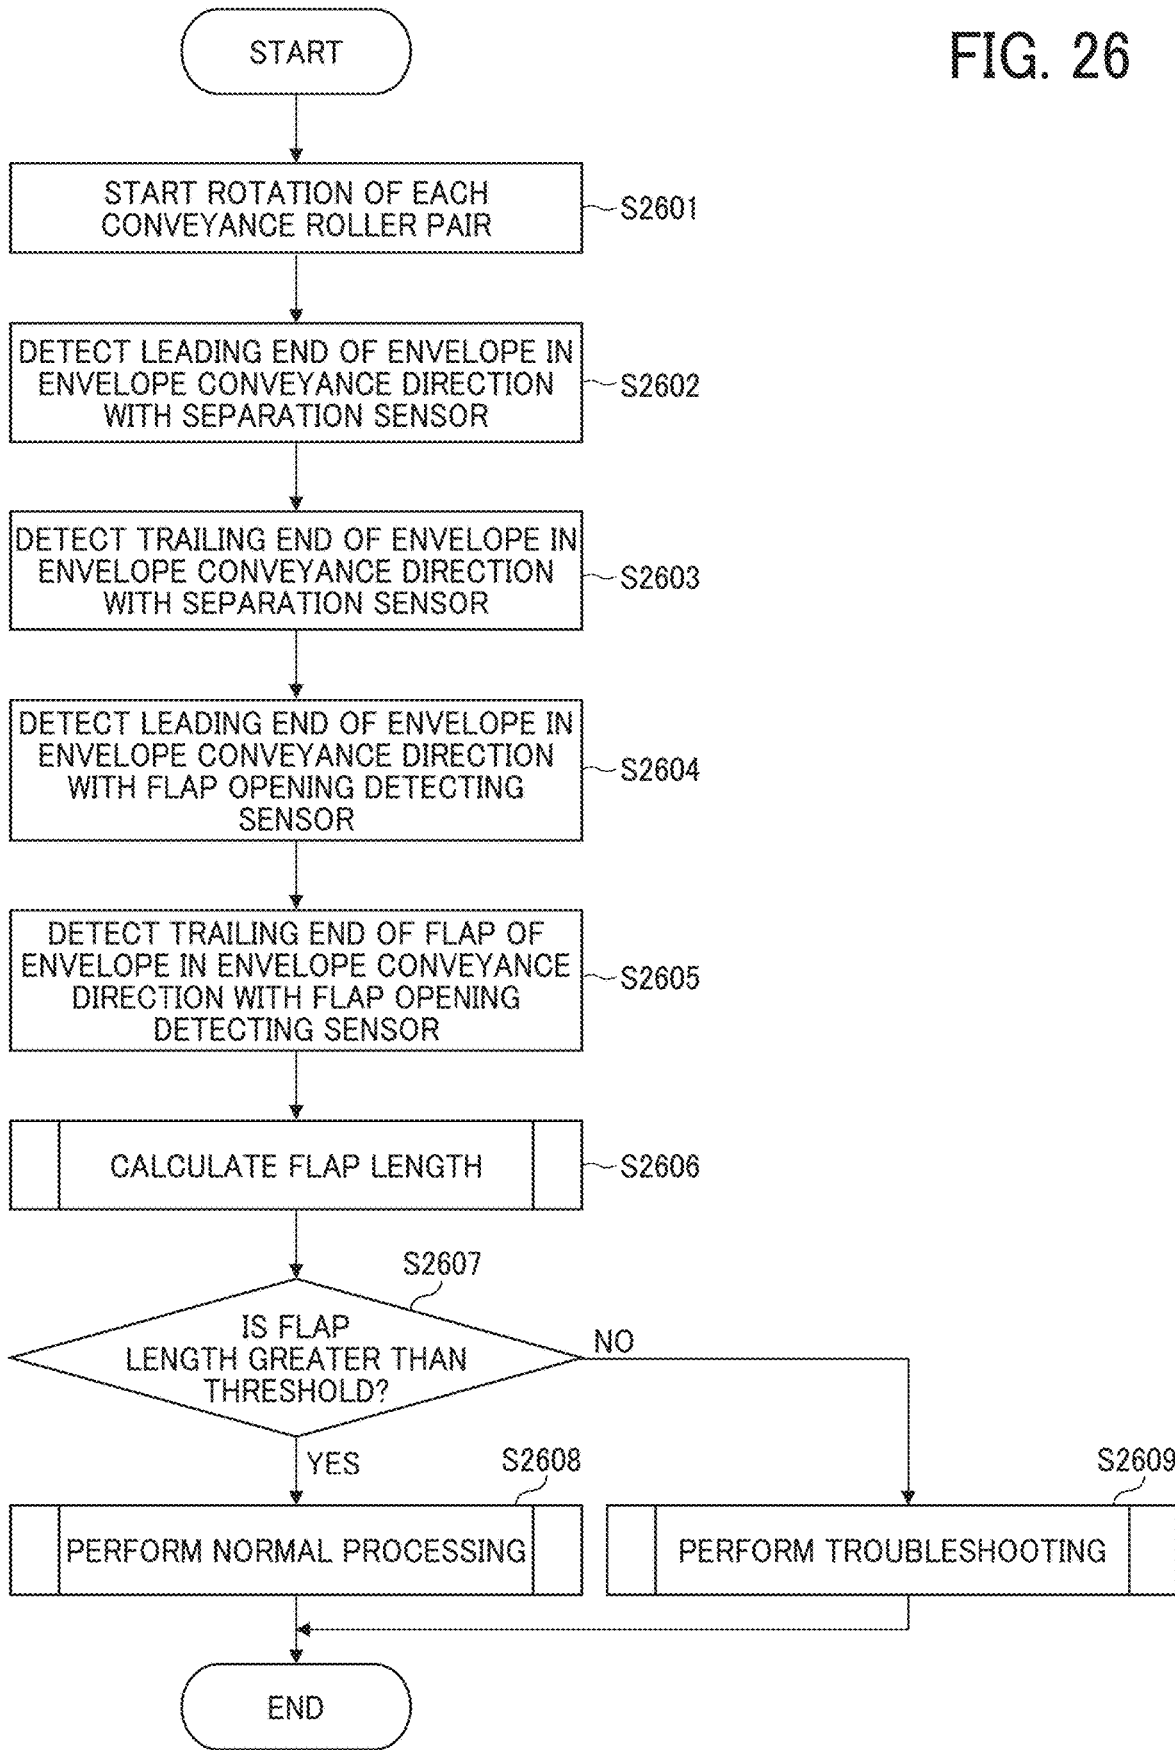 FIG. 26
START
START ROTATION OF EACH
CONVEYANCE ROLLER PAIR
S2601
DETECT LEADING END OF ENVELOPE IN
ENVELOPE CONVEYANCE DIRECTION
WITH SEPARATION SENSOR
S2602
DETECT TRAILING END OF ENVELOPE IN
ENVELOPE CONVEYANCE DIRECTION
WITH SEPARATION SENSOR
S2603
DETECT LEADING END OF ENVELOPE IN
ENVELOPE CONVEYANCE DIRECTION
WITH FLAP OPENING DETECTING
SENSOR
S2604
DETECT TRAILING END OF FLAP OF
ENVELOPE IN ENVELOPE CONVEYANCE
DIRECTION WITH FLAP OPENING
DETECTING SENSOR
S2605
CALCULATE FLAP LENGTH
S2606
S2607
IS FLAP
LENGTH GREATER THAN
THRESHOLD?
NO
YES
S2608
S2609
PERFORM NORMAL PROCESSING
PERFORM TROUBLESHOOTING
END